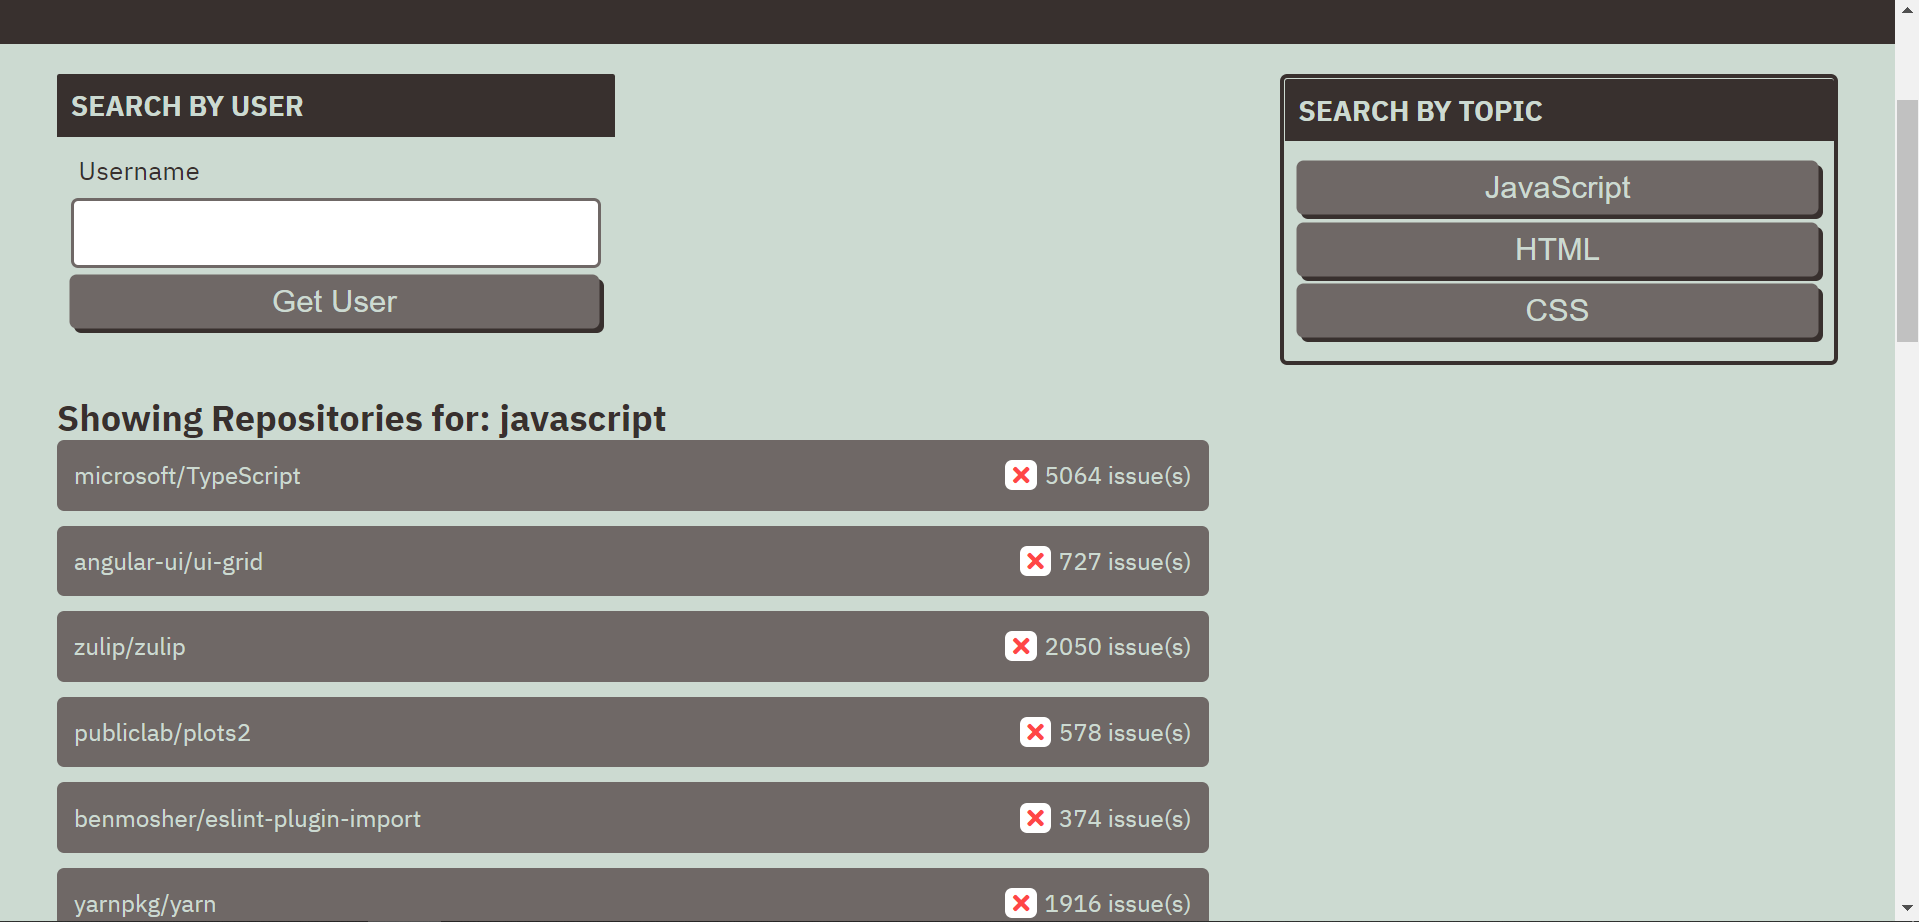 SEARCH BY USER
Username
Get User
SEARCH BY TOPIC
JavaScript
HTML
CSS
Showing Repositories for: javascript
microsoft/TypeScript 5064 issue(s)
angular-ui/ui-grid 727 issue(s)
zulip/zulip 2050 issue(s)
publiclab/plots2 578 issue(s)
benmosher/eslint-plugin-import 374 issue(s)
yarnpkg/yarn 1916 issue(s)